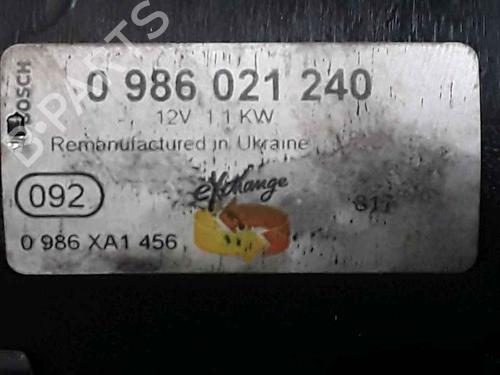 BOSCH
0 986 021 240
12V 1.1 KW
Remanufactured in Ukraine
eXchange
092
817
0 986 XA1 456
B-PARTS